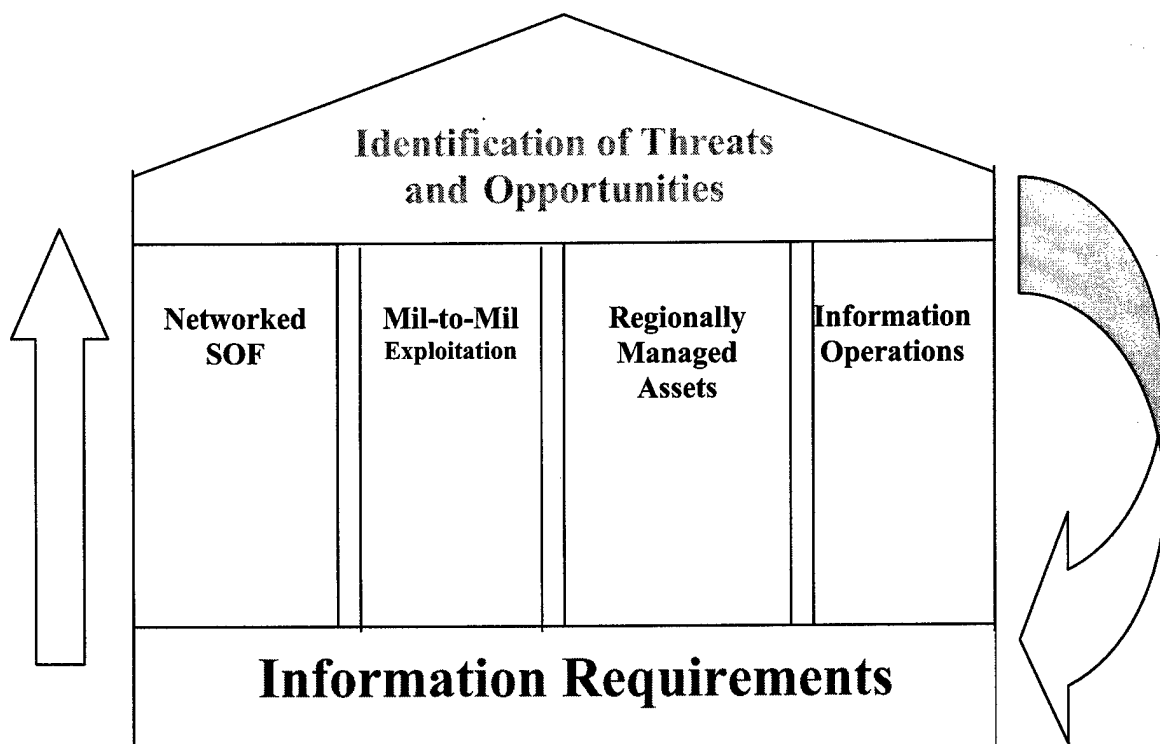 Identification of Threats
and Opportunities
Networked
SOF
Mil-to-Mil
Exploitation
Regionally
Managed
Assets
Information
Operations
Information Requirements